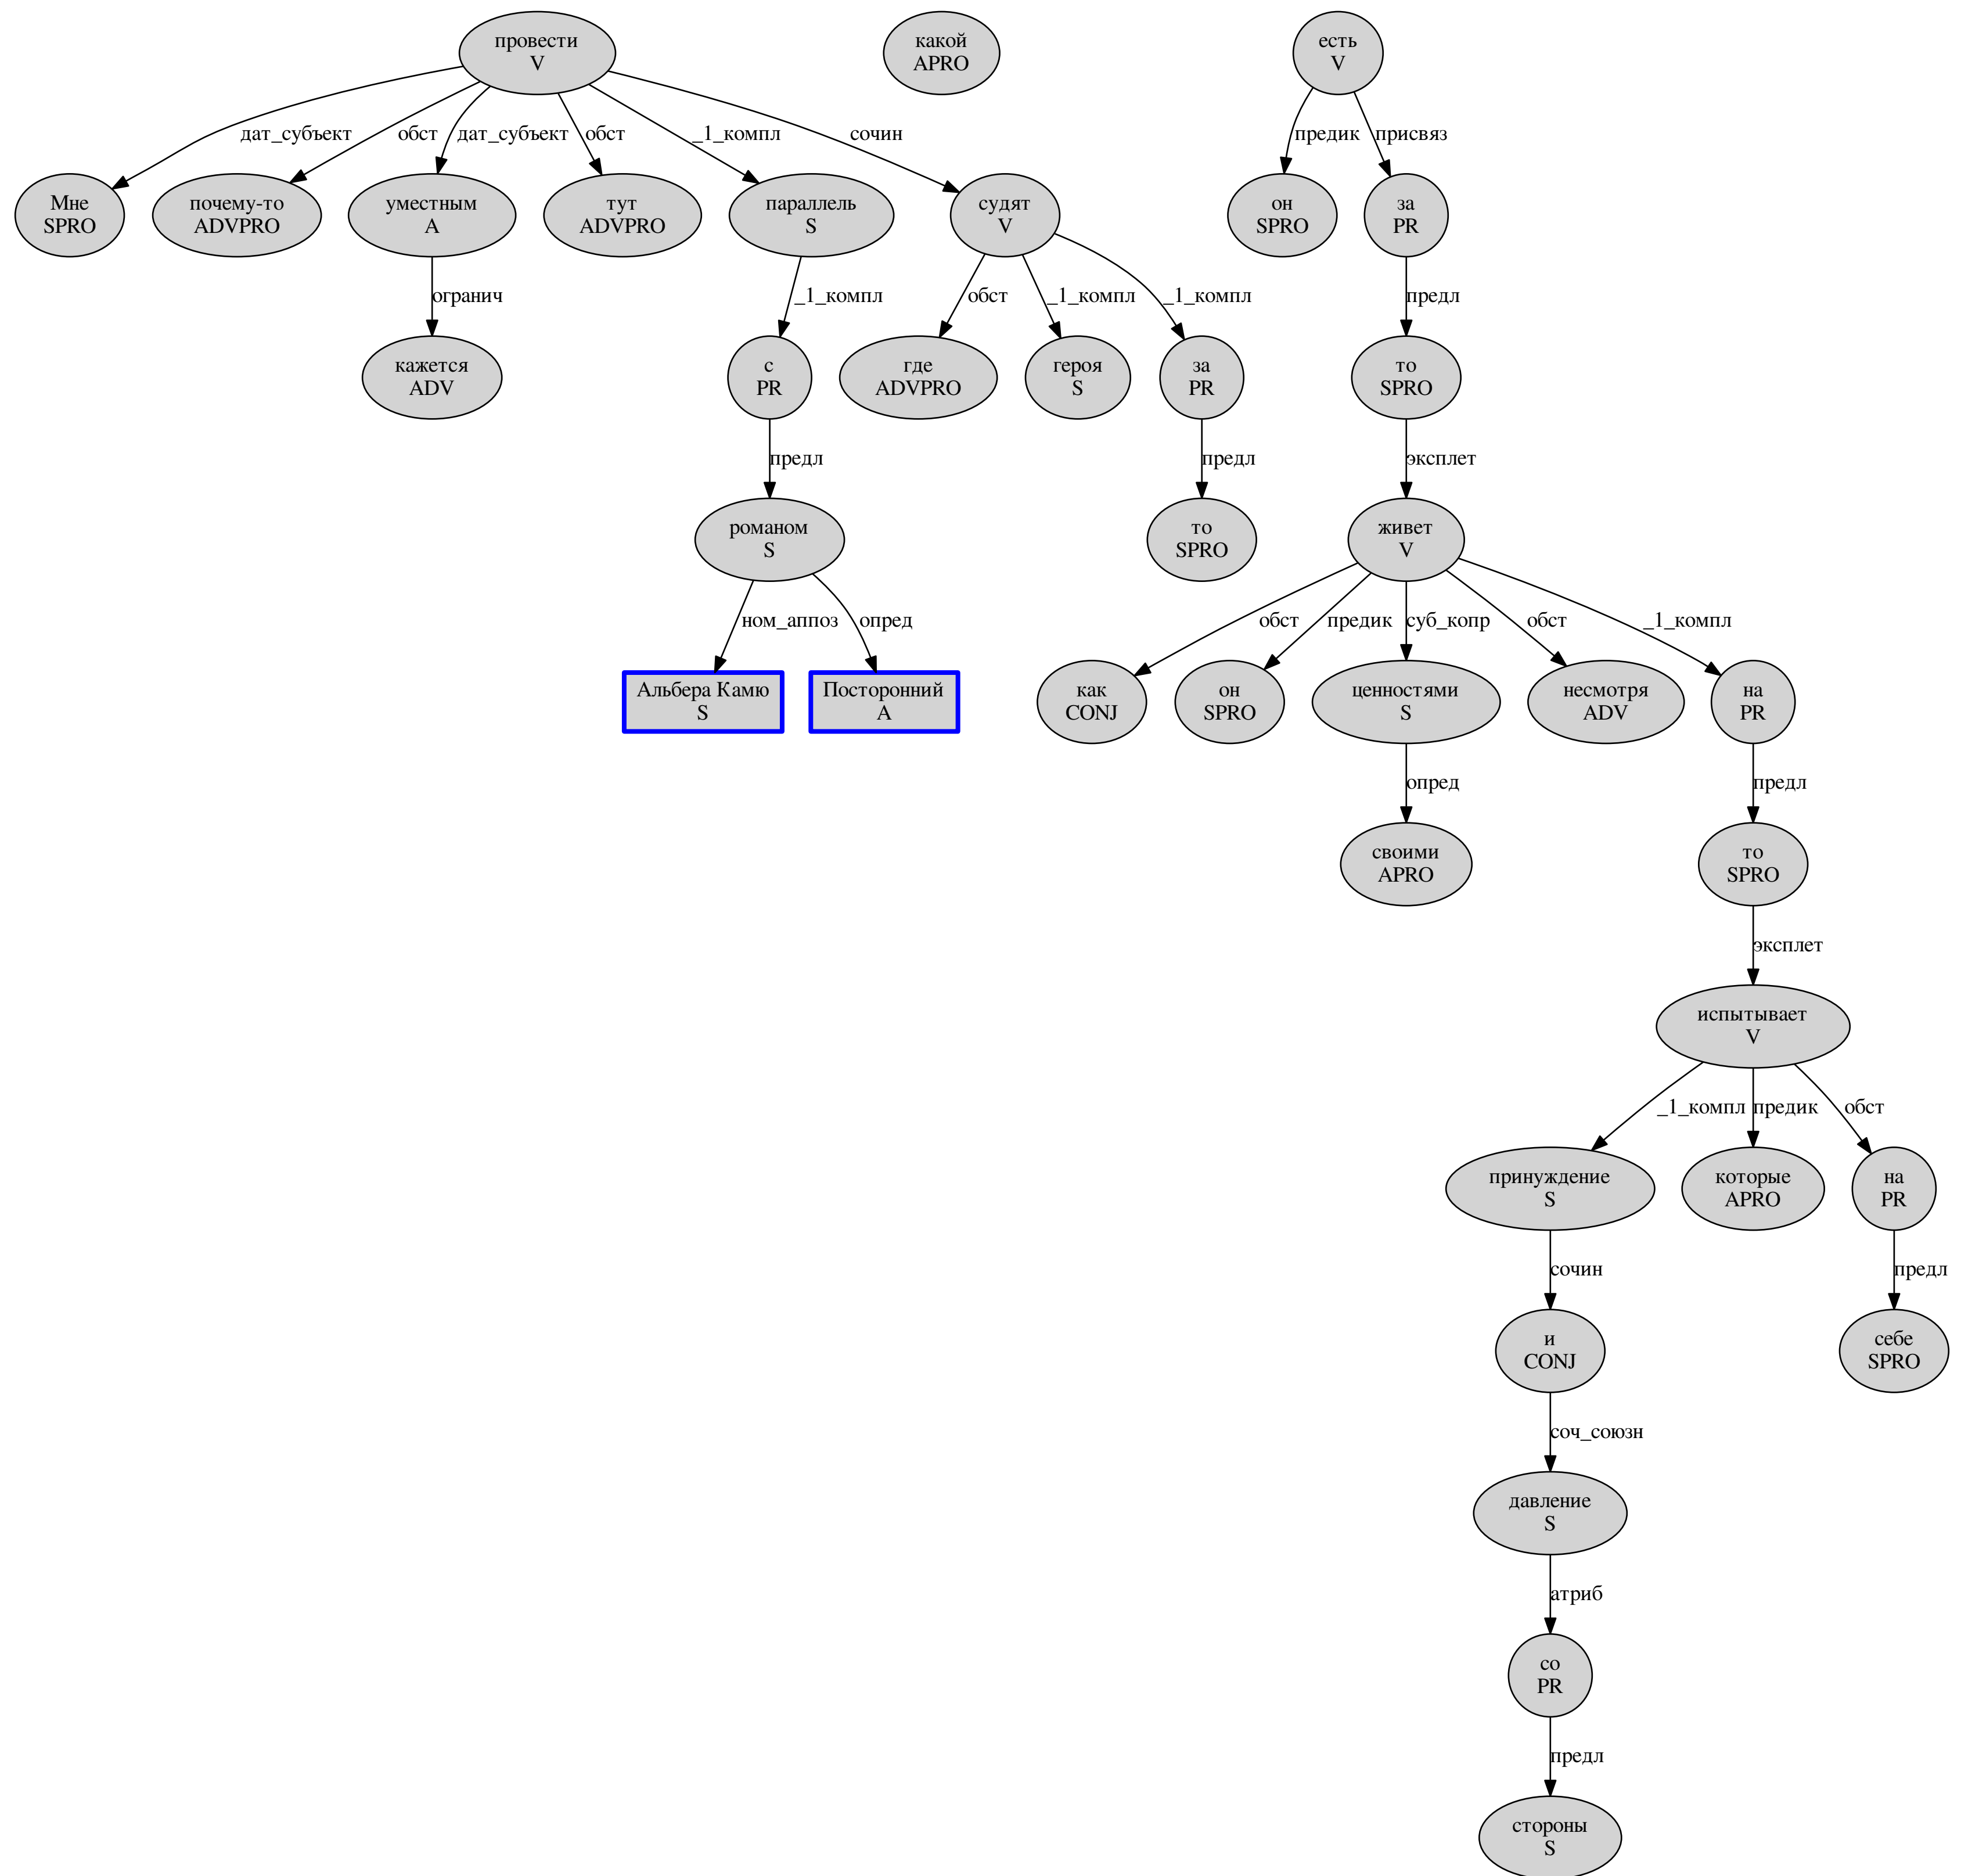 провести
V
какой
APRO
есть
V
дат_субъект
обст
дат_субъект
обст
_1_компл
сочин
предик
присвяз
Мне
SPRO
почему-то
ADVPRO
уместным
A
тут
ADVPRO
параллель
S
судят
V
он
SPRO
за
PR
огранич
_1_компл
обст
_1_компл
_1_компл
предл
кажется
ADV
с
PR
где
ADVPRO
героя
S
за
PR
то
SPRO
предл
предл
эксплет
романом
S
то
SPRO
живет
V
ном_аппоз
опред
обст
предик
суб_копр
обст
_1_компл
Альбера Камю
S
Посторонний
A
как
CONJ
он
SPRO
ценностями
S
несмотря
ADV
на
PR
опред
предл
своими
APRO
то
SPRO
эксплет
испытывает
V
_1_компл
предик
обст
принуждение
S
которые
APRO
на
PR
сочин
предл
и
CONJ
себе
SPRO
соч_союзн
давление
S
атриб
со
PR
предл
стороны
S